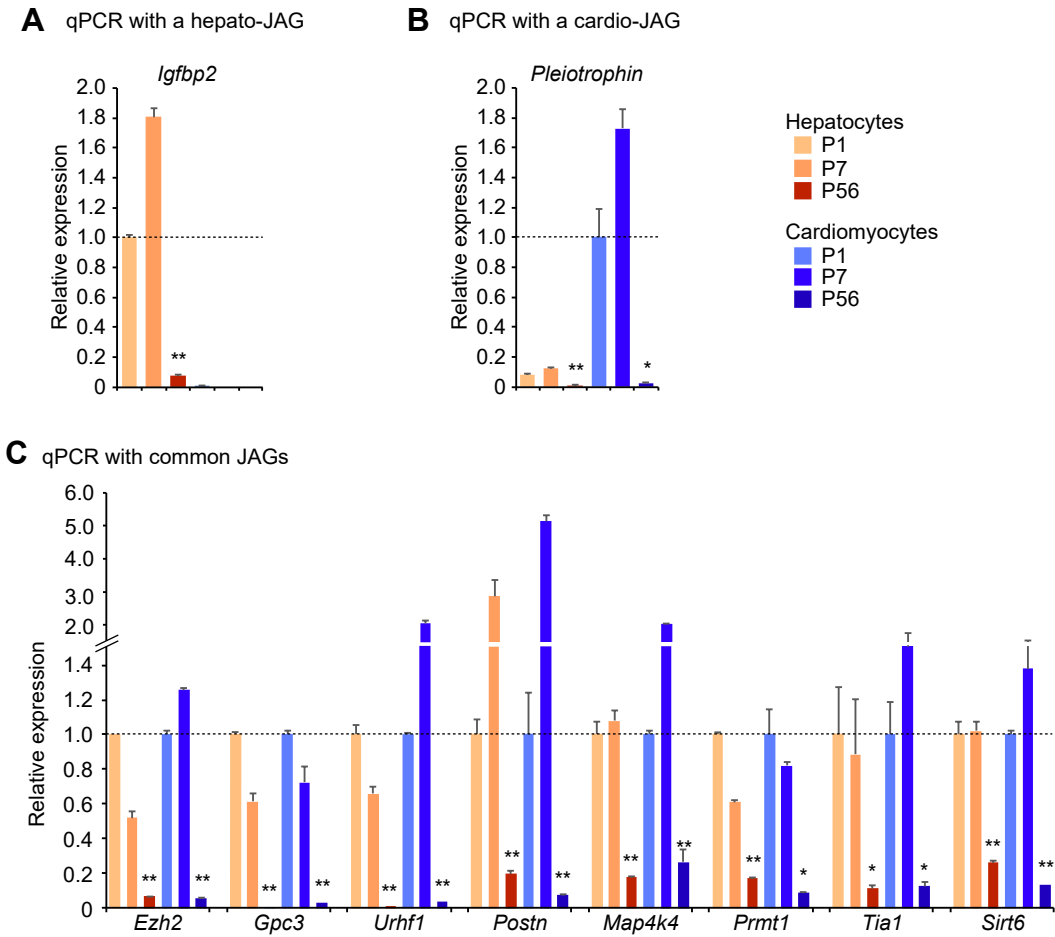 A qPCR with a hepato-JAG
Igfbp2
2.0
1.8
1.6
1.4
1.2
1.0
0.8
0.6
0.4
0.2
0
Relative expression
**
B qPCR with a cardio-JAG
Pleiotrophin
2.0
1.8
1.6
1.4
1.2
1.0
0.8
0.6
0.4
0.2
0
Relative expression
** *
Hepatocytes
P1
P7
P56
Cardiomyocytes
P1
P7
P56
C qPCR with common JAGs
6.0
5.0
4.0
3.0
2.0
1.4
1.0
0.8
0.6
0.4
0.2
0
Relative expression
** ** ** ** ** ** ** ** ** ** * * * ** **
Ezh2 Gpc3 Urhf1 Postn Map4k4 Prmt1 Tia1 Sirt6